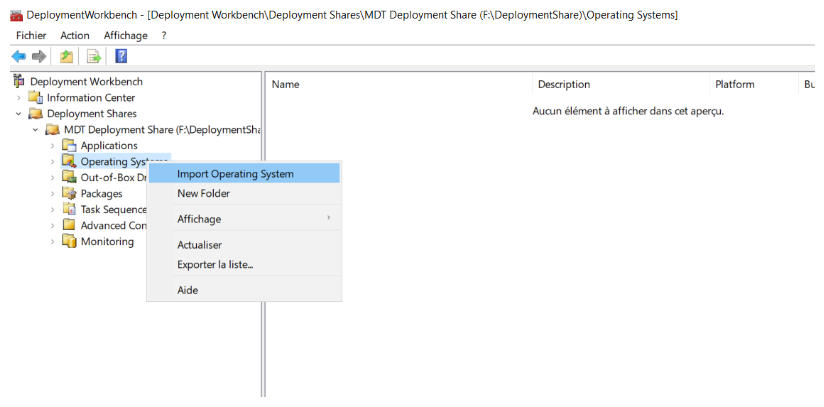 DeploymentWorkbench - [Deployment Workbench\Deployment Shares\MDT Deployment Share (F:\DeploymentShare)\Operating Systems]
Fichier Action Affichage ?
Deployment Workbench
Information Center
Deployment Shares
MDT Deployment Share (F:\DeploymentSha
Applications
Operating Systems
Out-of-Box Dr
Packages
Task Sequence
Advanced Con
Monitoring
Import Operating System
New Folder
Affichage
Actualiser
Exporter la liste...
Aide
Name Description Platform Bu
Aucun élément à afficher dans cet aperçu.